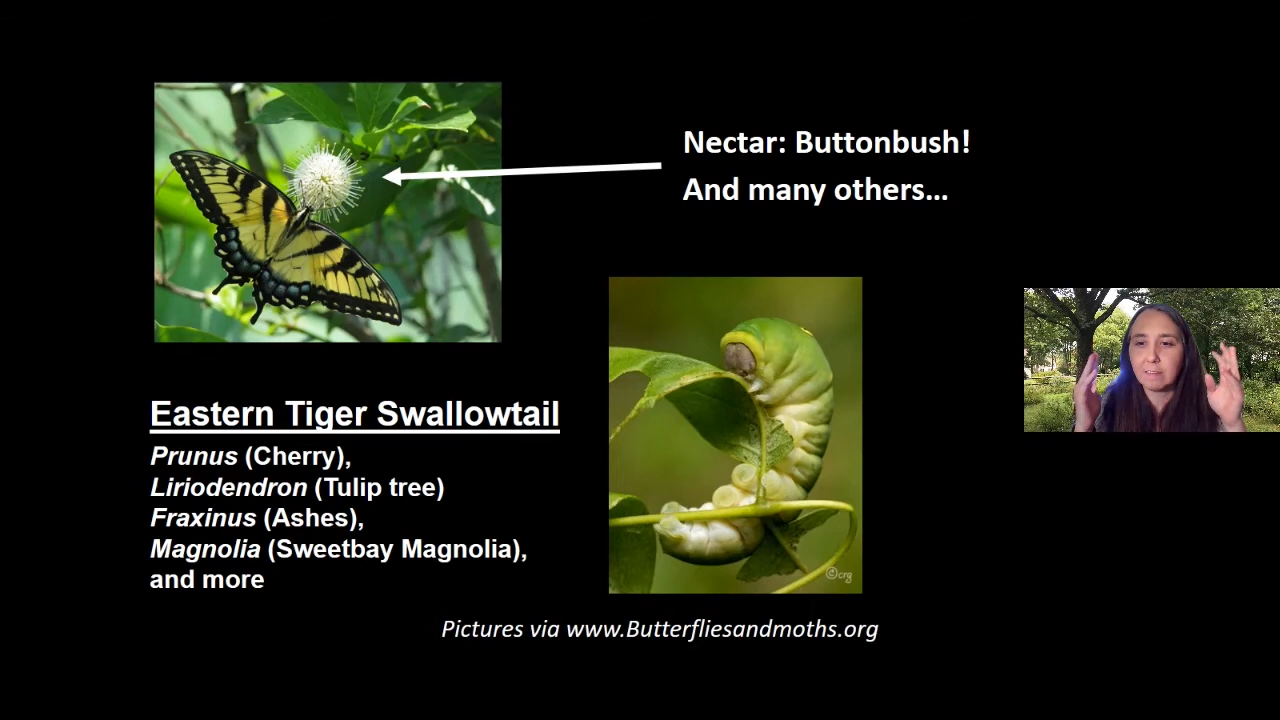 Nectar: Buttonbush!
And many others...
Eastern Tiger Swallowtail
Prunus (Cherry),
Liriodendron (Tulip tree)
Fraxinus (Ashes),
Magnolia (Sweetbay Magnolia),
and more
©crg
Pictures via www.Butterfliesandmoths.org